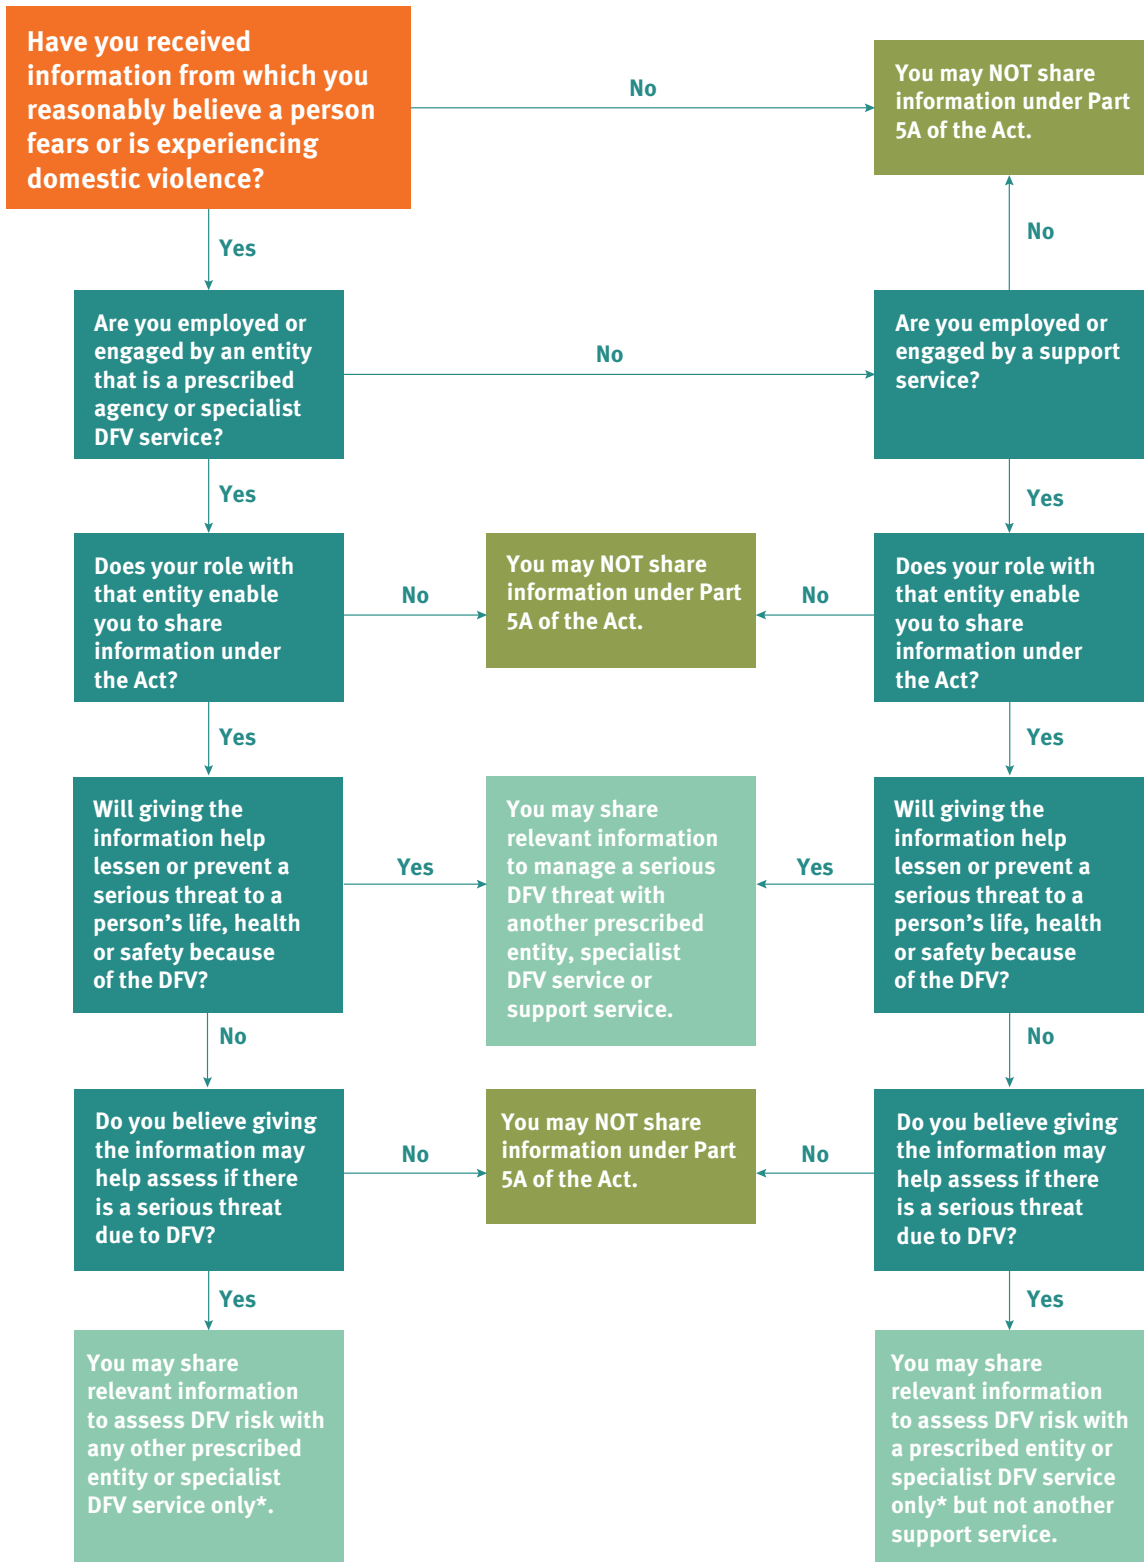 Have you received
information from which you
reasonably believe a person
fears or is experiencing
domestic violence?
No
You may NOT share
information under Part
5A of the Act.
Yes
No
Are you employed or
engaged by an entity
that is a prescribed
agency or specialist
DFV service?
No
Are you employed or
engaged by a support
service?
Yes
Yes
Does your role with
that entity enable
you to share
information under
the Act?
No
You may NOT share
information under Part
5A of the Act.
No
Does your role with
that entity enable
you to share
information under
the Act?
Yes
Yes
Will giving the
information help
lessen or prevent a
serious threat to a
person’s life, health
or safety because
of the DFV?
Yes
You may share
relevant information
to manage a serious
DFV threat with
another prescribed
entity, specialist
DFV service or
support service.
Yes
Will giving the
information help
lessen or prevent a
serious threat to a
person’s life, health
or safety because
of the DFV?
No
No
Do you believe giving
the information may
help assess if there
is a serious threat
due to DFV?
No
You may NOT share
information under Part
5A of the Act.
No
Do you believe giving
the information may
help assess if there
is a serious threat
due to DFV?
Yes
Yes
You may share
relevant information
to assess DFV risk with
any other prescribed
entity or specialist
DFV service only*.
You may share
relevant information
to assess DFV risk with
a prescribed entity or
specialist DFV service
only* but not another
support service.